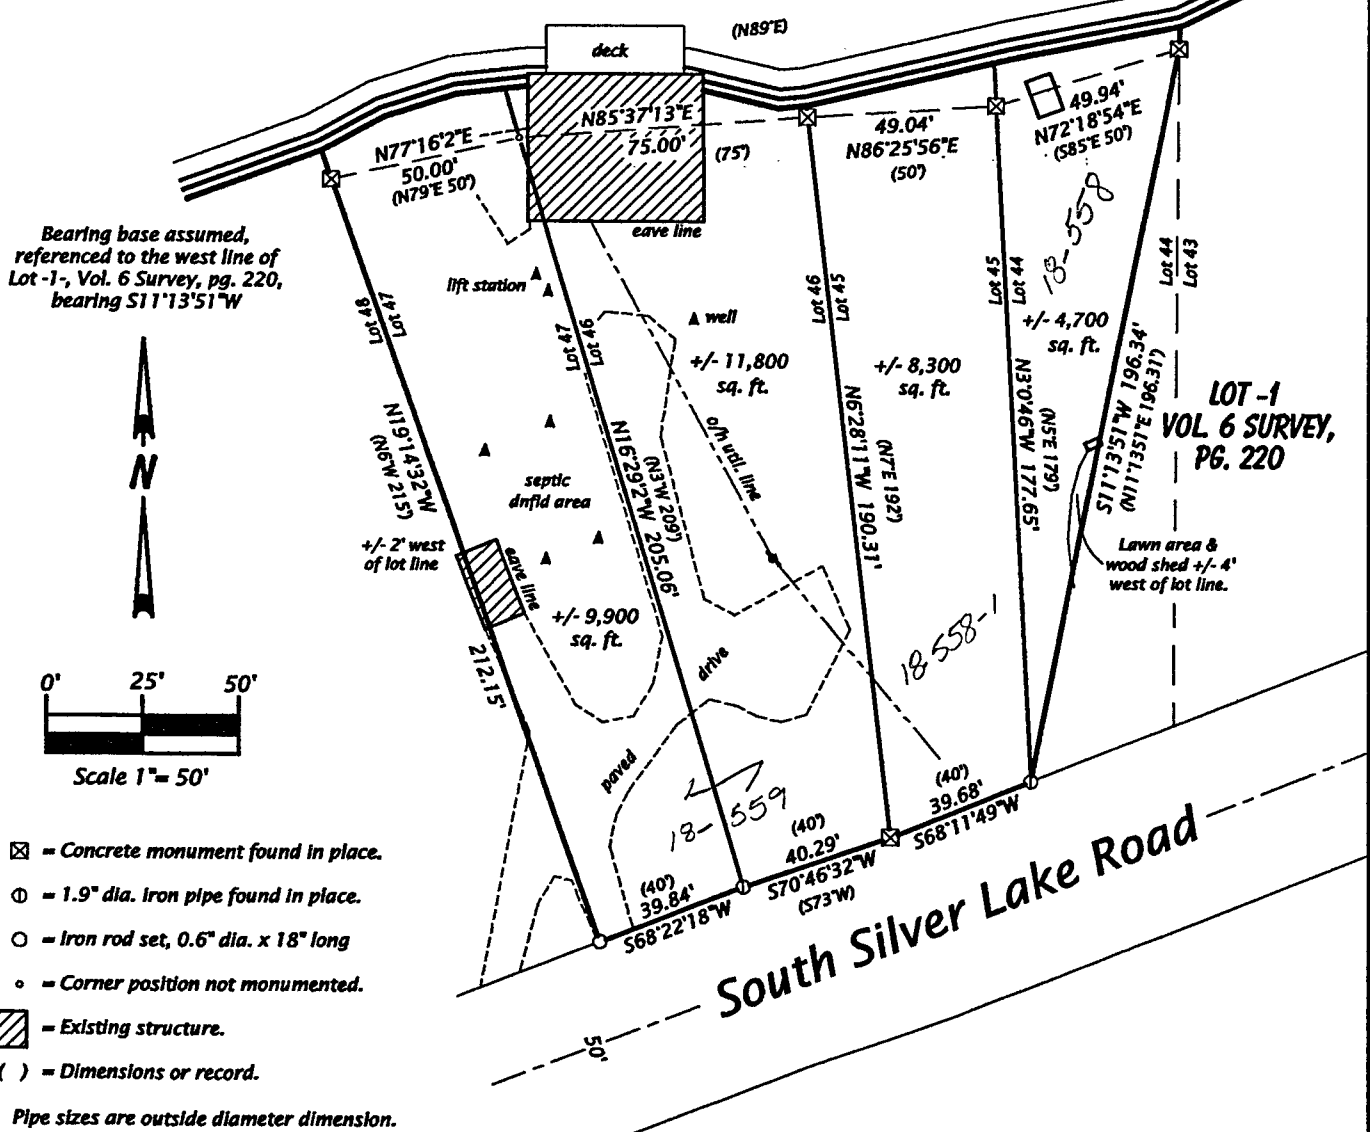 (N89°E)
deck
N77°16'2"E
50.00'
(N79°E 50')
N85°37'13"E
75.00'
(75')
49.04'
N86°25'56"E
(50')
49.94'
N72°18'54"E
(S85°E 50')
18-558
eave line
Bearing base assumed,
referenced to the west line of
Lot -1-, Vol. 6 Survey, pg. 220,
bearing S11°13'51"W
lift station
well
Lot 48
Lot 47
Lot 47
Lot 46
Lot 46
Lot 45
Lot 45
Lot 44
Lot 44
Lot 43
+/- 11,800
sq. ft.
+/- 8,300
sq. ft.
+/- 4,700
sq. ft.
N
N19°14'32"W
(N6°W 215')
212.15'
N16°29'2"W 205.06'
(N3°W 209')
o/h util. line
N6°28'11"W 190.31'
(N7°E 192')
N3°0'46"W 177.65'
(N5°E 179')
S11°13'51"W 196.34'
(N11°13'51"E 196.31')
LOT -1
VOL. 6 SURVEY,
PG. 220
septic
drnfld area
+/- 2' west
of lot line
eave line
+/- 9,900
sq. ft.
Lawn area &
wood shed +/- 4'
west of lot line.
18-558-1
drive
paved
18-559
0' 25' 50'
Scale 1"= 50'
(40')
39.84'
S68°22'18"W
(40')
40.29'
S70°46'32"W
(S73°W)
(40')
39.68'
S68°11'49"W
South Silver Lake Road
50'
= Concrete monument found in place.
= 1.9" dia. iron pipe found in place.
= Iron rod set, 0.6" dia. x 18" long
= Corner position not monumented.
= Existing structure.
( ) = Dimensions or record.
Pipe sizes are outside diameter dimension.